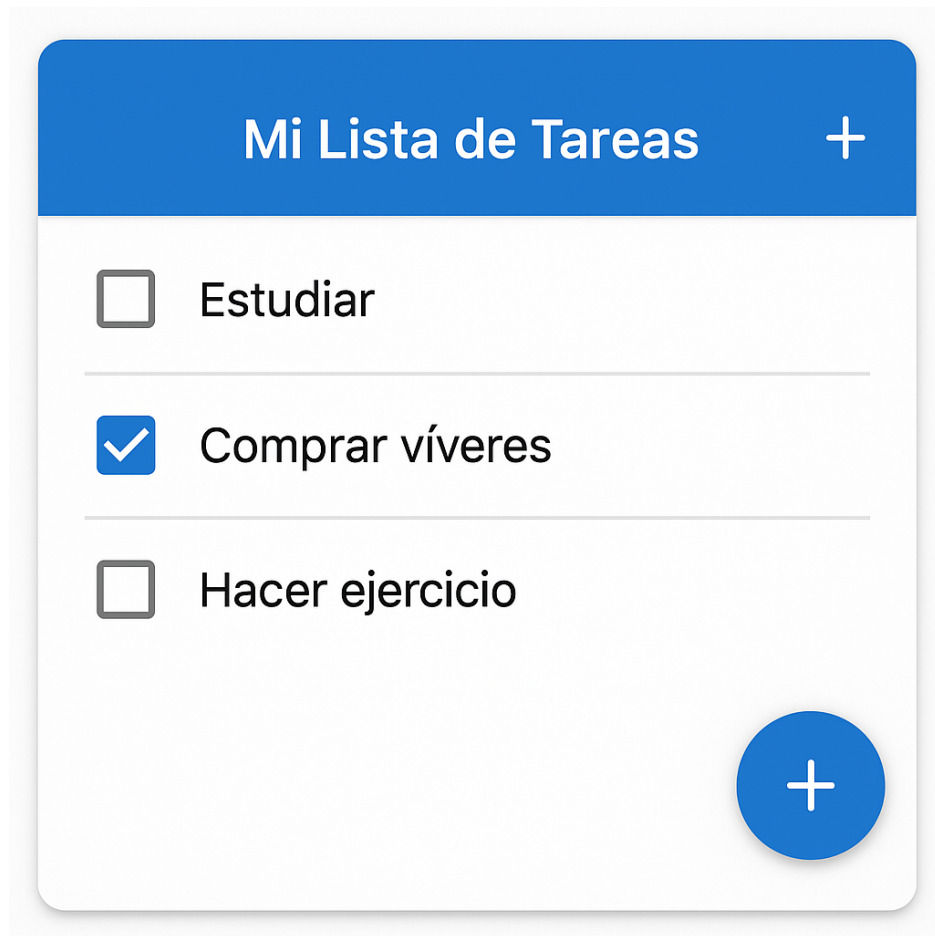 Mi Lista de Tareas +
Estudiar
Comprar víveres
Hacer ejercicio
+